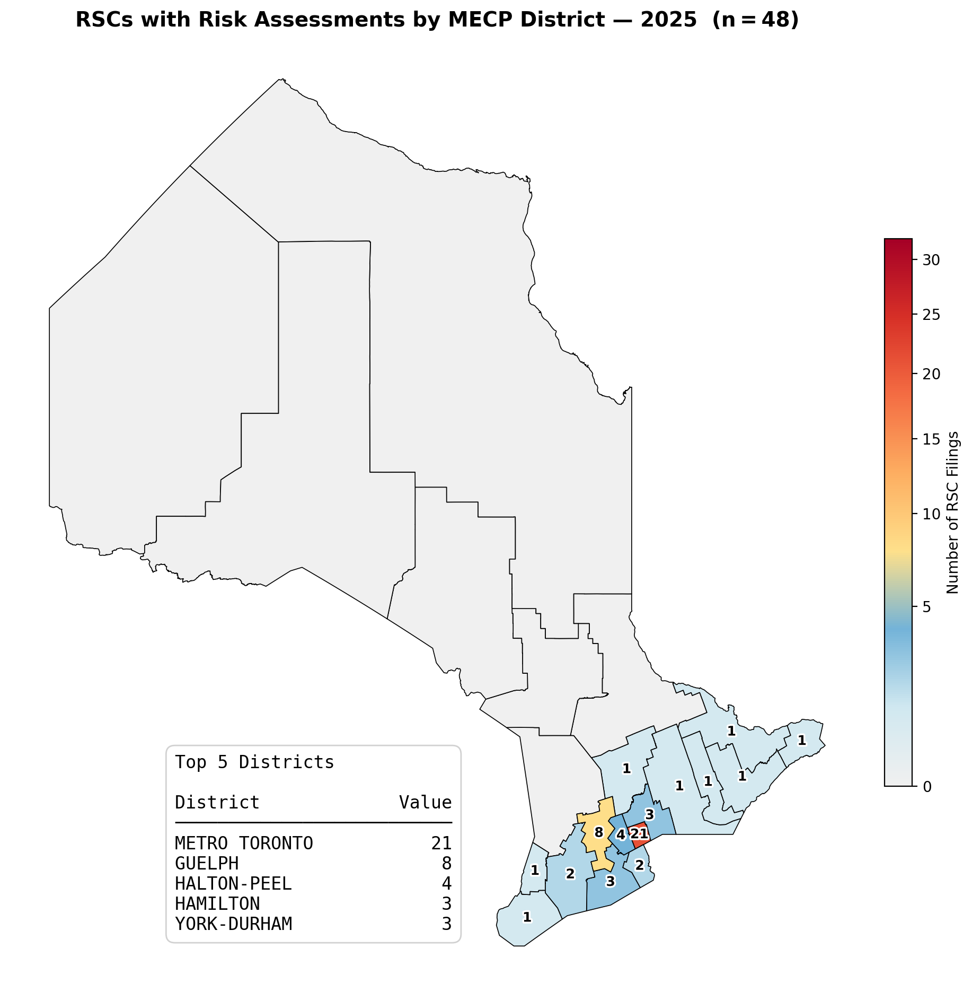 RSCs with Risk Assessments by MECP District — 2025 (n = 48)
30
25
20
15
10
5
0
Number of RSC Filings
1
1
1
1
1
1
3
8
4
21
1
2
2
3
1
Top 5 Districts
District Value
METRO TORONTO 21
GUELPH 8
HALTON-PEEL 4
HAMILTON 3
YORK-DURHAM 3